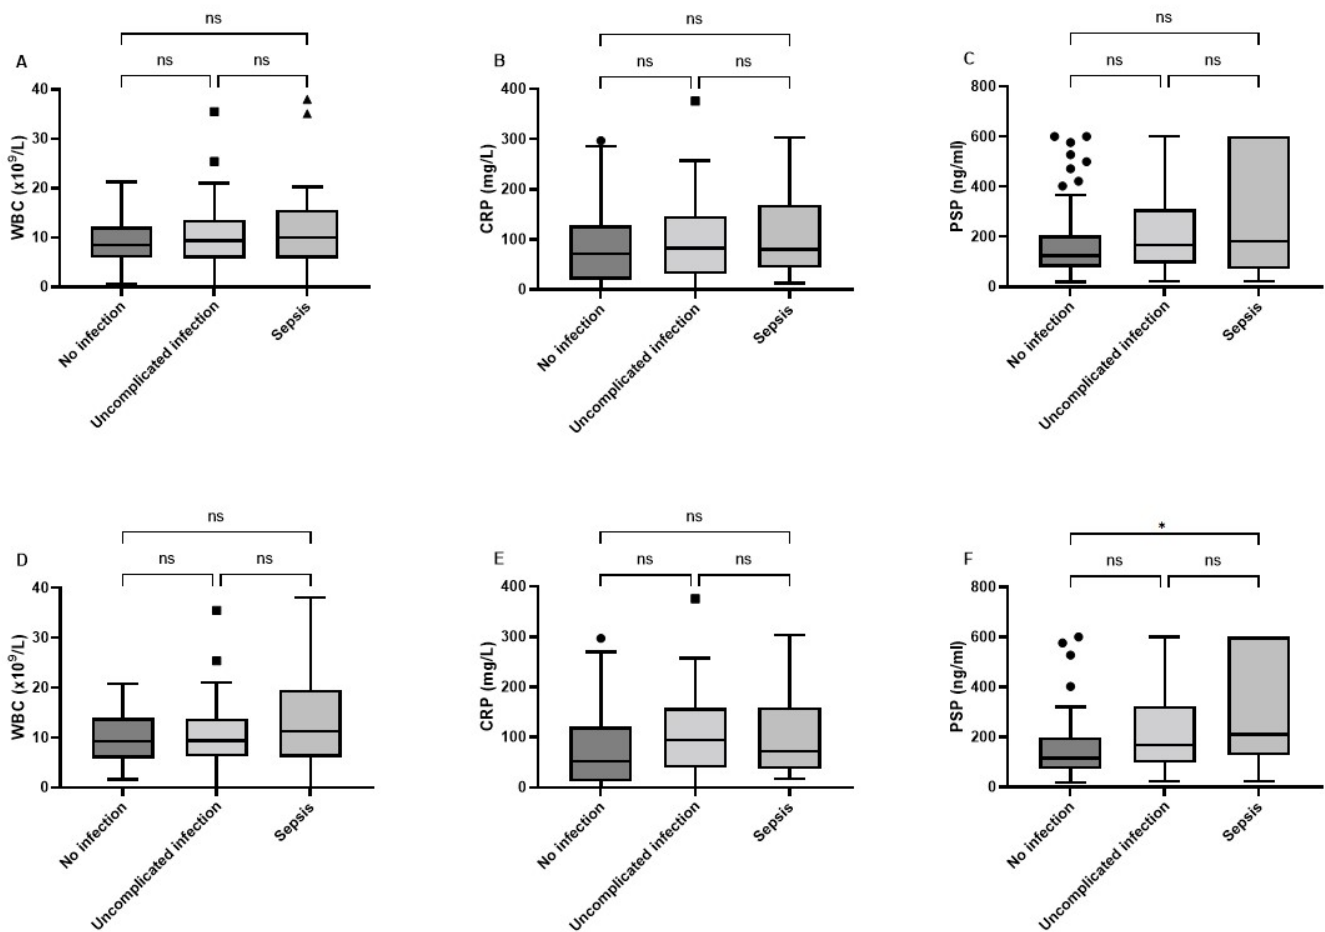 ns
ns
ns
A
ns
ns
B
ns
ns
C
ns
ns
WBC (x10⁹/L)
40
30
20
10
0
No infection
Uncomplicated infection
Sepsis
CRP (mg/L)
400
300
200
100
0
No infection
Uncomplicated infection
Sepsis
PSP (ng/ml)
800
600
400
200
0
No infection
Uncomplicated infection
Sepsis
ns
ns
*
D
ns
ns
E
ns
ns
F
ns
ns
WBC (x10⁹/L)
40
30
20
10
0
No infection
Uncomplicated infection
Sepsis
CRP (mg/L)
400
300
200
100
0
No infection
Uncomplicated infection
Sepsis
PSP (ng/ml)
800
600
400
200
0
No infection
Uncomplicated infection
Sepsis